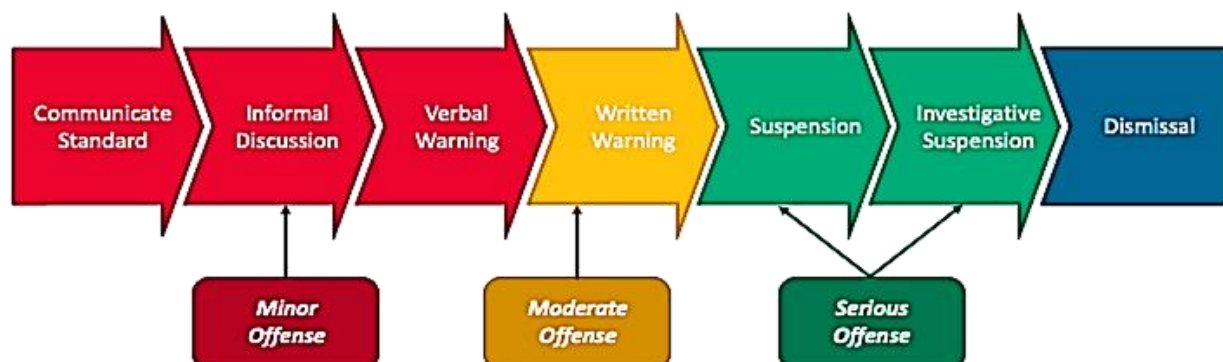 Communicate
Standard
Informal
Discussion
Verbal
Warning
Written
Warning
Suspension
Investigative
Suspension
Dismissal
Minor
Offense
Moderate
Offense
Serious
Offense